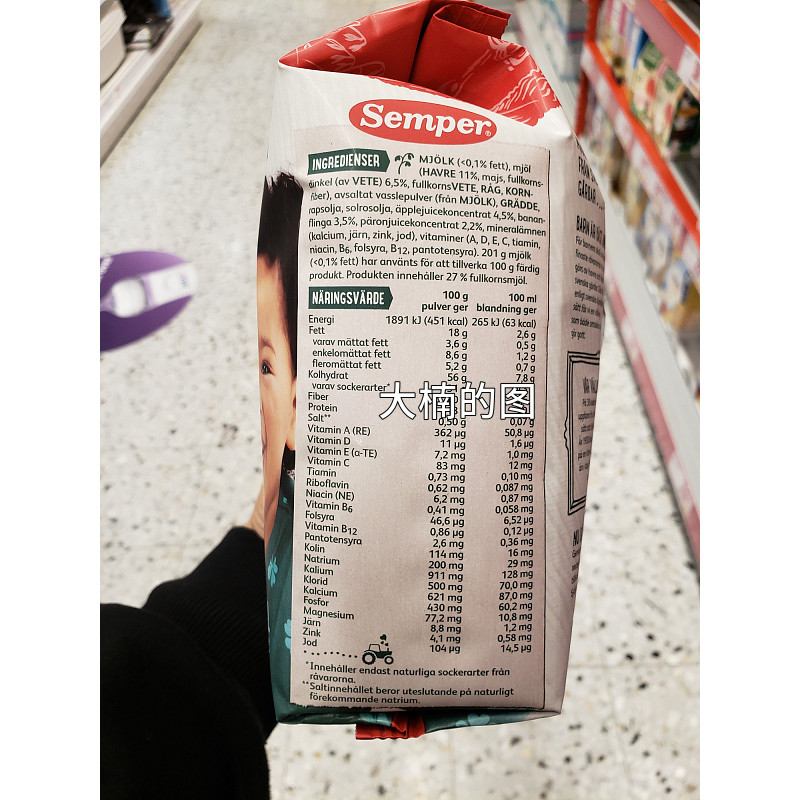 Semper®
INGREDIENSER MJÖLK (<0,1% fett), mjöl
(HAVRE 11%, majs, fullkorns-
dinkel (av VETE) 6,5%, fullkornsVETE, RÅG, KORN-
fiber), avsaltat vasslepulver (från MJÖLK), GRÄDDE,
rapsolja, solrosolja, äpplejuicekoncentrat 4,5%, banan-
flinga 3,5%, päronjuicekoncentrat 2,2%, mineralämnen
(kalcium, järn, zink, jod), vitaminer (A, D, E, C, tiamin,
niacin, B6, folsyra, B12, pantotensyra). 201 g mjölk
(<0,1% fett) har använts för att tillverka 100 g färdig
produkt. Produkten innehåller 27 % fullkornsmjöl.
NÄRINGSVÄRDE 100 g pulver ger 100 ml blandning ger
Energi 1891 kJ (451 kcal) 265 kJ (63 kcal)
Fett 18 g 2,6 g
varav mättat fett 3,6 g 0,5 g
enkelomättat fett 8,6 g 1,2 g
fleromättat fett 5,2 g 0,7 g
Kolhydrat 56 g 7,8 g
varav sockerarter*
Fiber
Protein
Salt** 0,50 g 0,07 g
Vitamin A (RE) 362 µg 50,8 µg
Vitamin D 11 µg 1,6 µg
Vitamin E (α-TE) 7,2 mg 1,0 mg
Vitamin C 83 mg 12 mg
Tiamin 0,73 mg 0,10 mg
Riboflavin 0,62 mg 0,087 mg
Niacin (NE) 6,2 mg 0,87 mg
Vitamin B6 0,41 mg 0,058 mg
Folsyra 46,6 µg 6,52 µg
Vitamin B12 0,86 µg 0,12 µg
Pantotensyra 2,6 mg 0,36 mg
Kolin 114 mg 16 mg
Natrium 200 mg 29 mg
Kalium 911 mg 128 mg
Klorid 500 mg 70,0 mg
Kalcium 621 mg 87,0 mg
Fosfor 430 mg 60,2 mg
Magnesium 77,2 mg 10,8 mg
Järn 8,8 mg 1,2 mg
Zink 4,1 mg 0,58 mg
Jod 104 µg 14,5 µg
*Innehåller endast naturliga sockerarter från
råvarorna.
**Saltinnehållet beror uteslutande på naturligt
förekommande natrium.
大楠的图